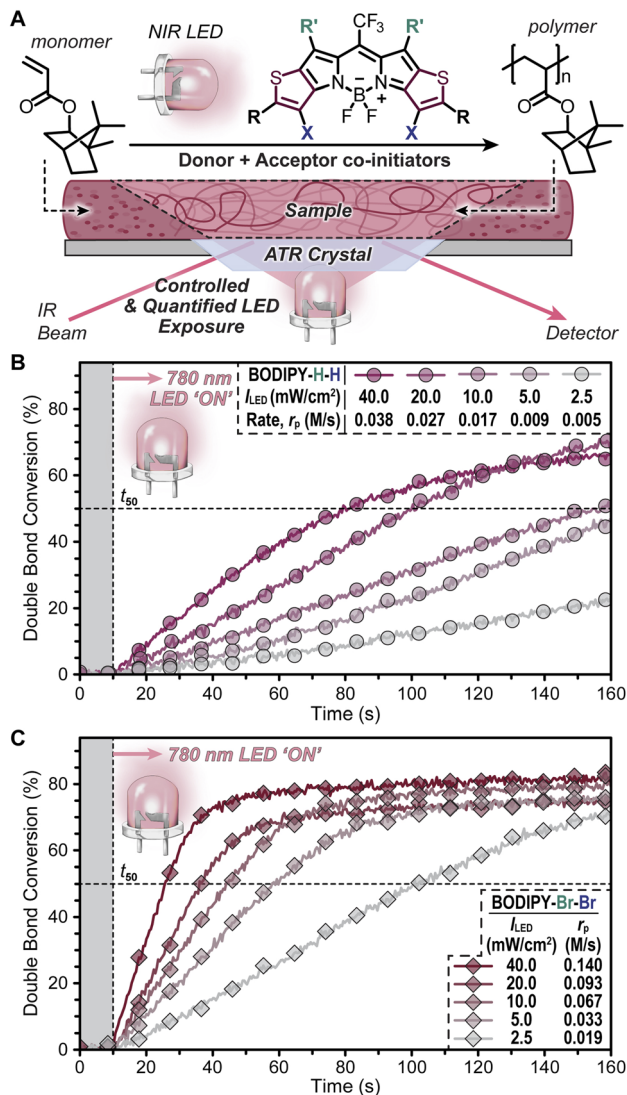 A
monomer
NIR LED
polymer
R' CF3 R'
S S
N N
B
− +
F F
R R
X X
O O
O O
n
Donor + Acceptor co-initiators
Sample
ATR Crystal
Controlled
& Quantified LED
Exposure
IR
Beam
Detector
B
780 nm
LED ‘ON’
BODIPY-H-H
I_LED (mW/cm²) 40.0 20.0 10.0 5.0 2.5
Rate, r_p (M/s) 0.038 0.027 0.017 0.009 0.005
t50
Double Bond Conversion (%)
80
60
40
20
0
0 20 40 60 80 100 120 140 160
Time (s)
C
780 nm LED ‘ON’
t50
Double Bond Conversion (%)
80
60
40
20
0
BODIPY-Br-Br
I_LED r_p
(mW/cm²) (M/s)
40.0 0.140
20.0 0.093
10.0 0.067
5.0 0.033
2.5 0.019
0 20 40 60 80 100 120 140 160
Time (s)